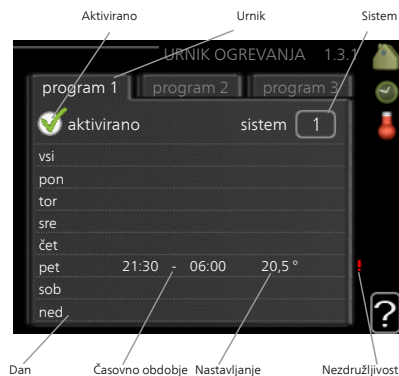 Aktivirano Urnik Sistem
URNIK OGREVANJA 1.3.1
program 1 program 2 program 3
aktivirano sistem 1
vsi
pon
tor
sre
čet
pet 21:30 - 06:00 20,5 ° !
sob
ned
?
Dan Časovno obdobje Nastavljanje Nezdružljivost